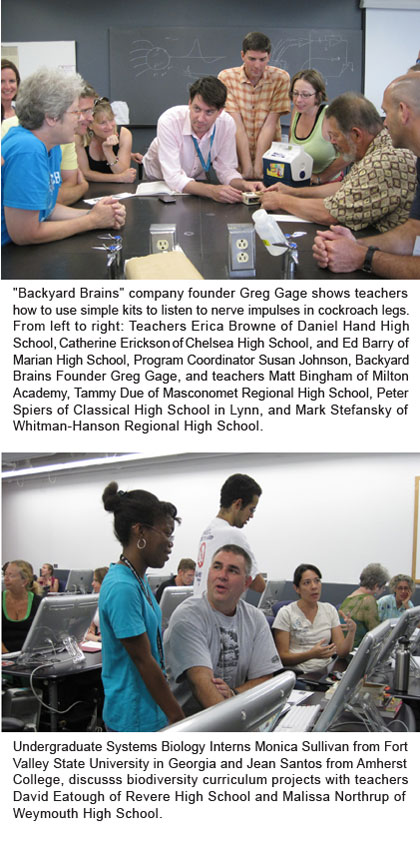 "Backyard Brains" company founder Greg Gage shows teachers
how to use simple kits to listen to nerve impulses in cockroach legs.
From left to right: Teachers Erica Browne of Daniel Hand High
School, Catherine Erickson of Chelsea High School, and Ed Barry of
Marian High School, Program Coordinator Susan Johnson, Backyard
Brains Founder Greg Gage, and teachers Matt Bingham of Milton
Academy, Tammy Due of Masconomet Regional High School, Peter
Spiers of Classical High School in Lynn, and Mark Stefansky of
Whitman-Hanson Regional High School.
Undergraduate Systems Biology Interns Monica Sullivan from Fort
Valley State University in Georgia and Jean Santos from Amherst
College, discusss biodiversity curriculum projects with teachers
David Eatough of Revere High School and Malissa Northrup of
Weymouth High School.